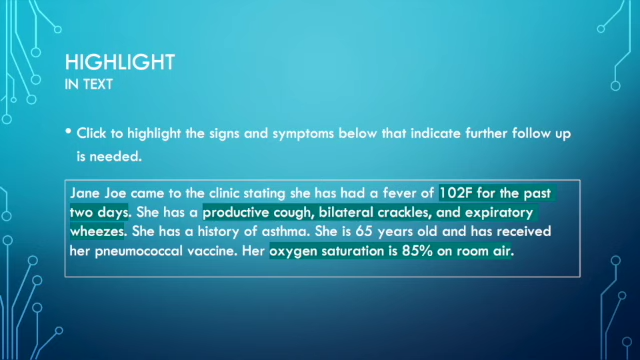 HIGHLIGHT
IN TEXT
• Click to highlight the signs and symptoms below that indicate further follow up
is needed.
Jane Joe came to the clinic stating she has had a fever of 102F for the past
two days. She has a productive cough, bilateral crackles, and expiratory
wheezes. She has a history of asthma. She is 65 years old and has received
her pneumococcal vaccine. Her oxygen saturation is 85% on room air.